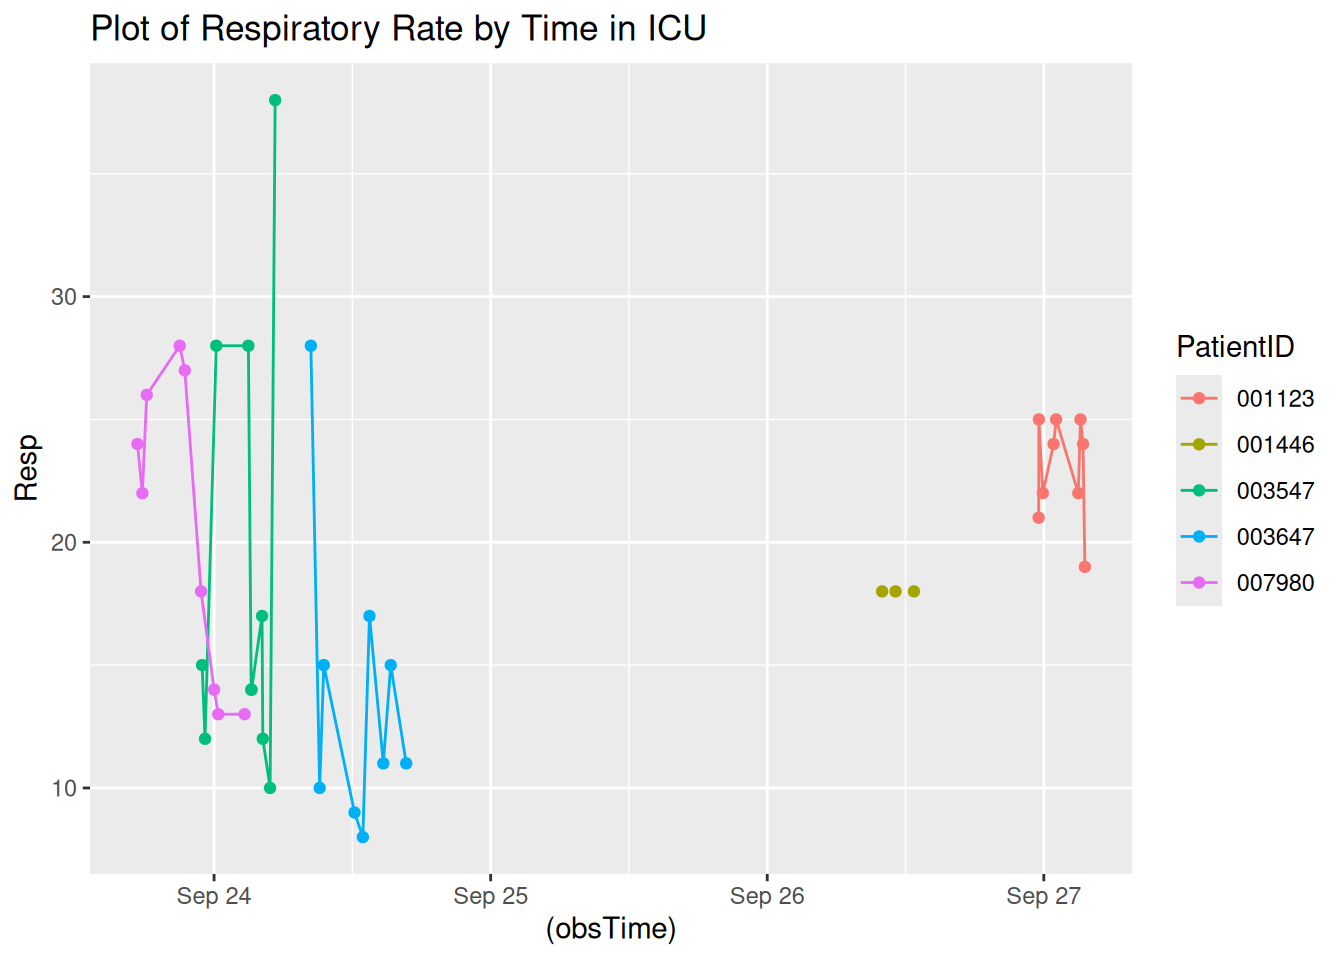 Plot of Respiratory Rate by Time in ICU
30
20
10
Resp
Sep 24
Sep 25
Sep 26
Sep 27
(obsTime)
PatientID
001123
001446
003547
003647
007980